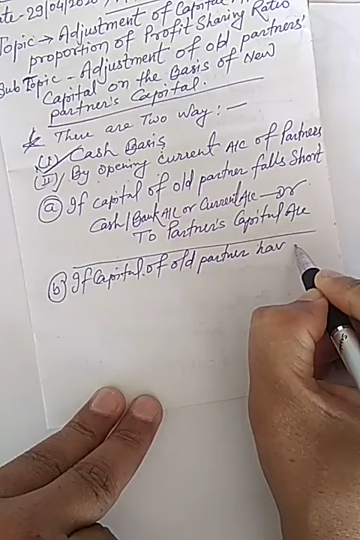 te-29/04/2020
Topic → Adjustment of Capital
proportion of Profit Sharing Ratio
Sub Topic - Adjustment of old partners'
Capital on the Basis of New
partner's Capital.
There are Two Way : —
(I) Cash Basis
(II) By opening current A/c of Partners
(a) If capital of old partner falls Short
Cash/Bank A/c or Current A/c — Dr
To Partner's Capital A/c
(b) If Capital of old partner hav